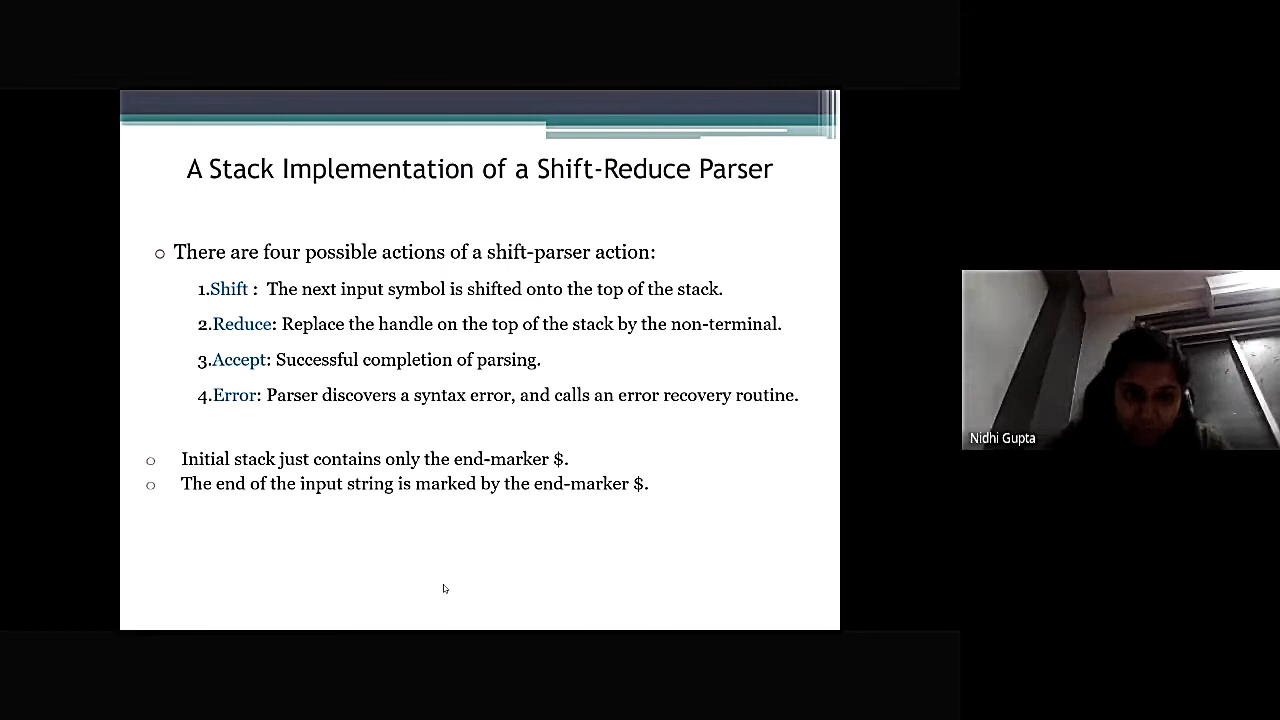 A Stack Implementation of a Shift-Reduce Parser
o There are four possible actions of a shift-parser action:
1.Shift : The next input symbol is shifted onto the top of the stack.
2.Reduce: Replace the handle on the top of the stack by the non-terminal.
3.Accept: Successful completion of parsing.
4.Error: Parser discovers a syntax error, and calls an error recovery routine.
o Initial stack just contains only the end-marker $.
o The end of the input string is marked by the end-marker $.
Nidhi Gupta